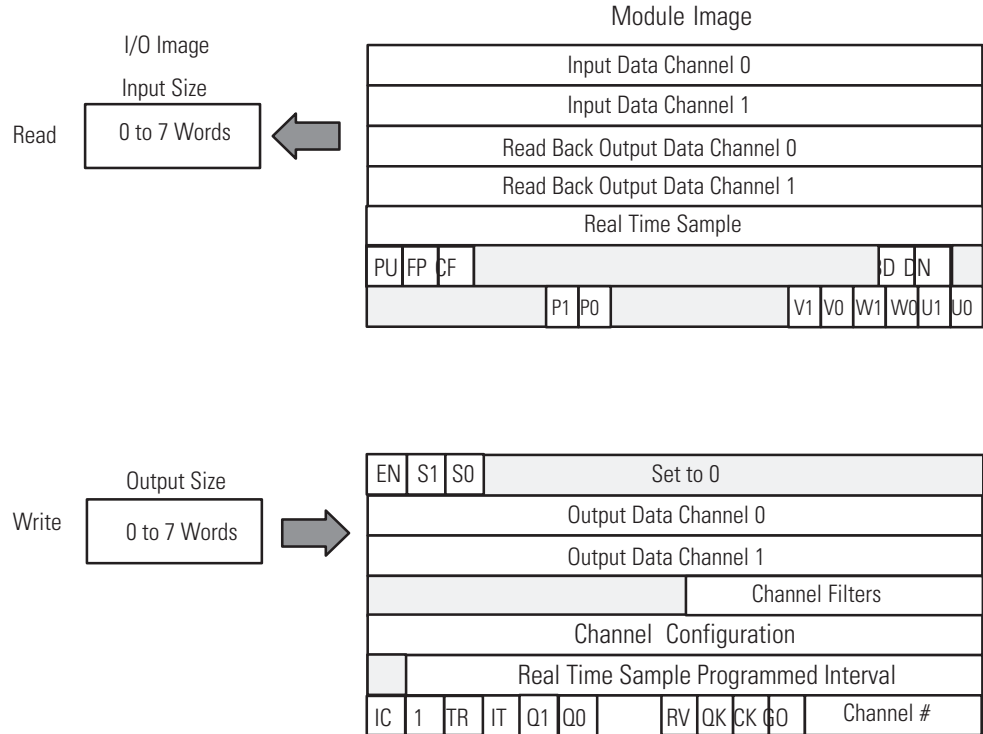 Module Image
I/O Image
Input Size
Read
0 to 7 Words
Input Data Channel 0
Input Data Channel 1
Read Back Output Data Channel 0
Read Back Output Data Channel 1
Real Time Sample
PU FP CF DN
P1 P0 V1 V0 W1 W0 U1 U0
Output Size
Write
0 to 7 Words
EN S1 S0 Set to 0
Output Data Channel 0
Output Data Channel 1
Channel Filters
Channel Configuration
Real Time Sample Programmed Interval
IC 1 TR IT Q1 Q0 RV QK CK GO Channel #